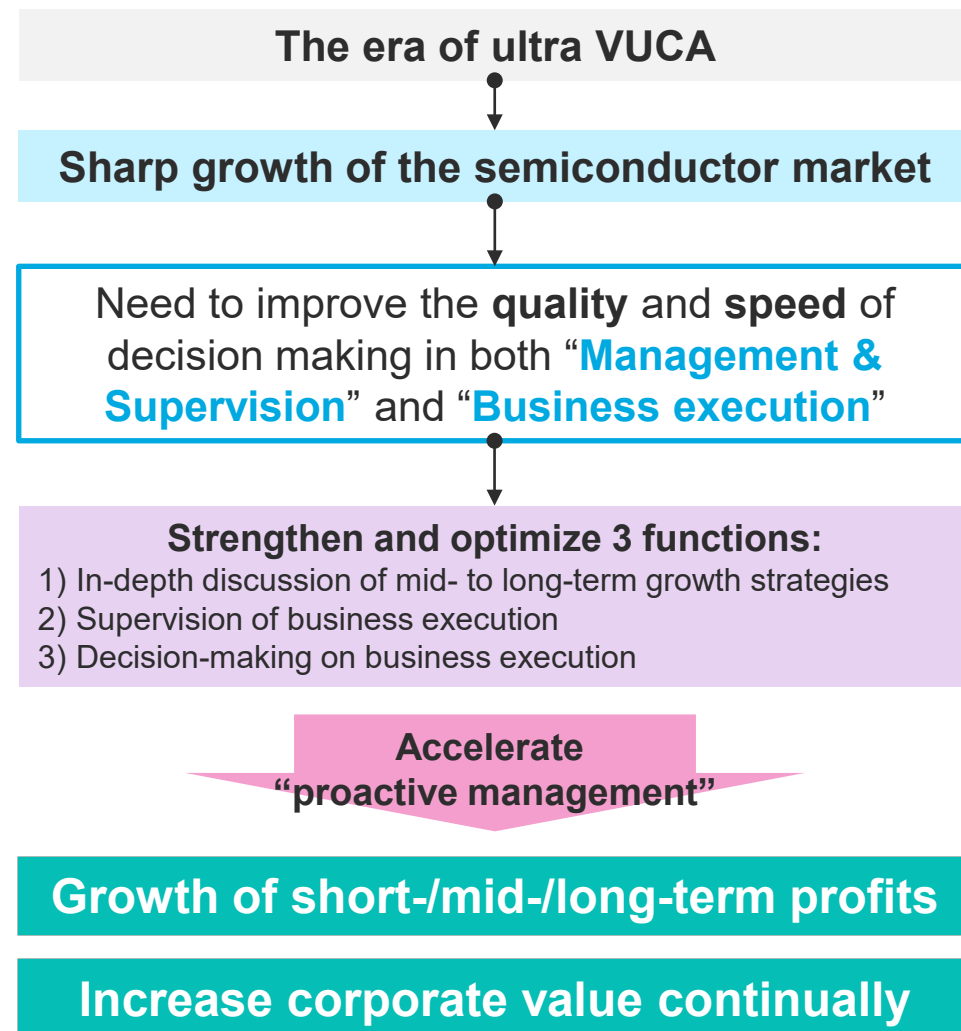 The era of ultra VUCA
Sharp growth of the semiconductor market
Need to improve the quality and speed of
decision making in both “Management &
Supervision” and “Business execution”
Strengthen and optimize 3 functions:
1) In-depth discussion of mid- to long-term growth strategies
2) Supervision of business execution
3) Decision-making on business execution
Accelerate
“proactive management”
Growth of short-/mid-/long-term profits
Increase corporate value continually